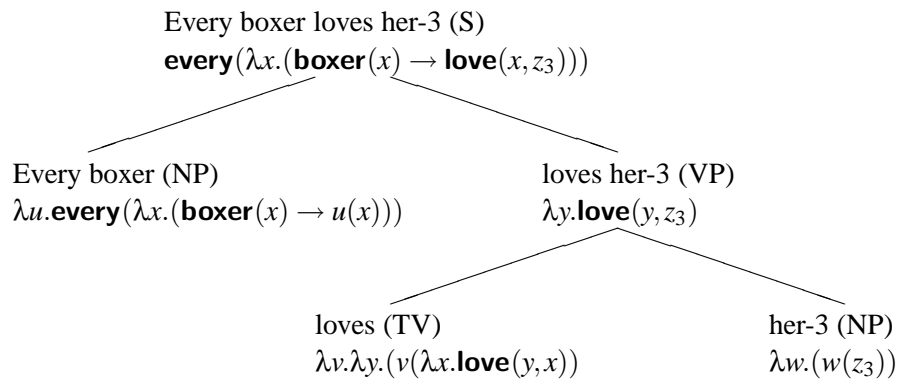 Every boxer loves her-3 (S)
every(λx.(boxer(x) → love(x,z₃)))
Every boxer (NP)
λu.every(λx.(boxer(x) → u(x)))
loves her-3 (VP)
λy.love(y,z₃)
loves (TV)
λv.λy.(v(λx.love(y,x))
her-3 (NP)
λw.(w(z₃))